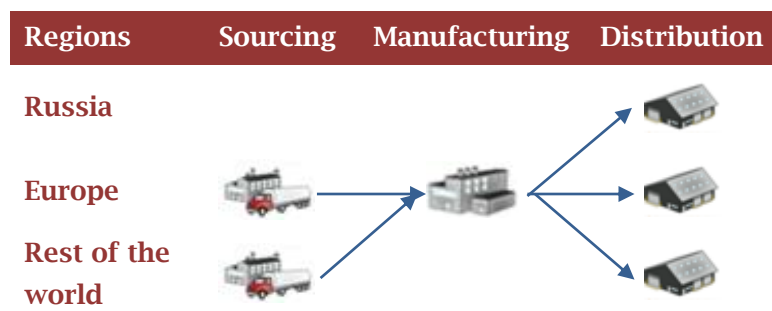 Regions Sourcing Manufacturing Distribution
Russia
Europe
Rest of the
world